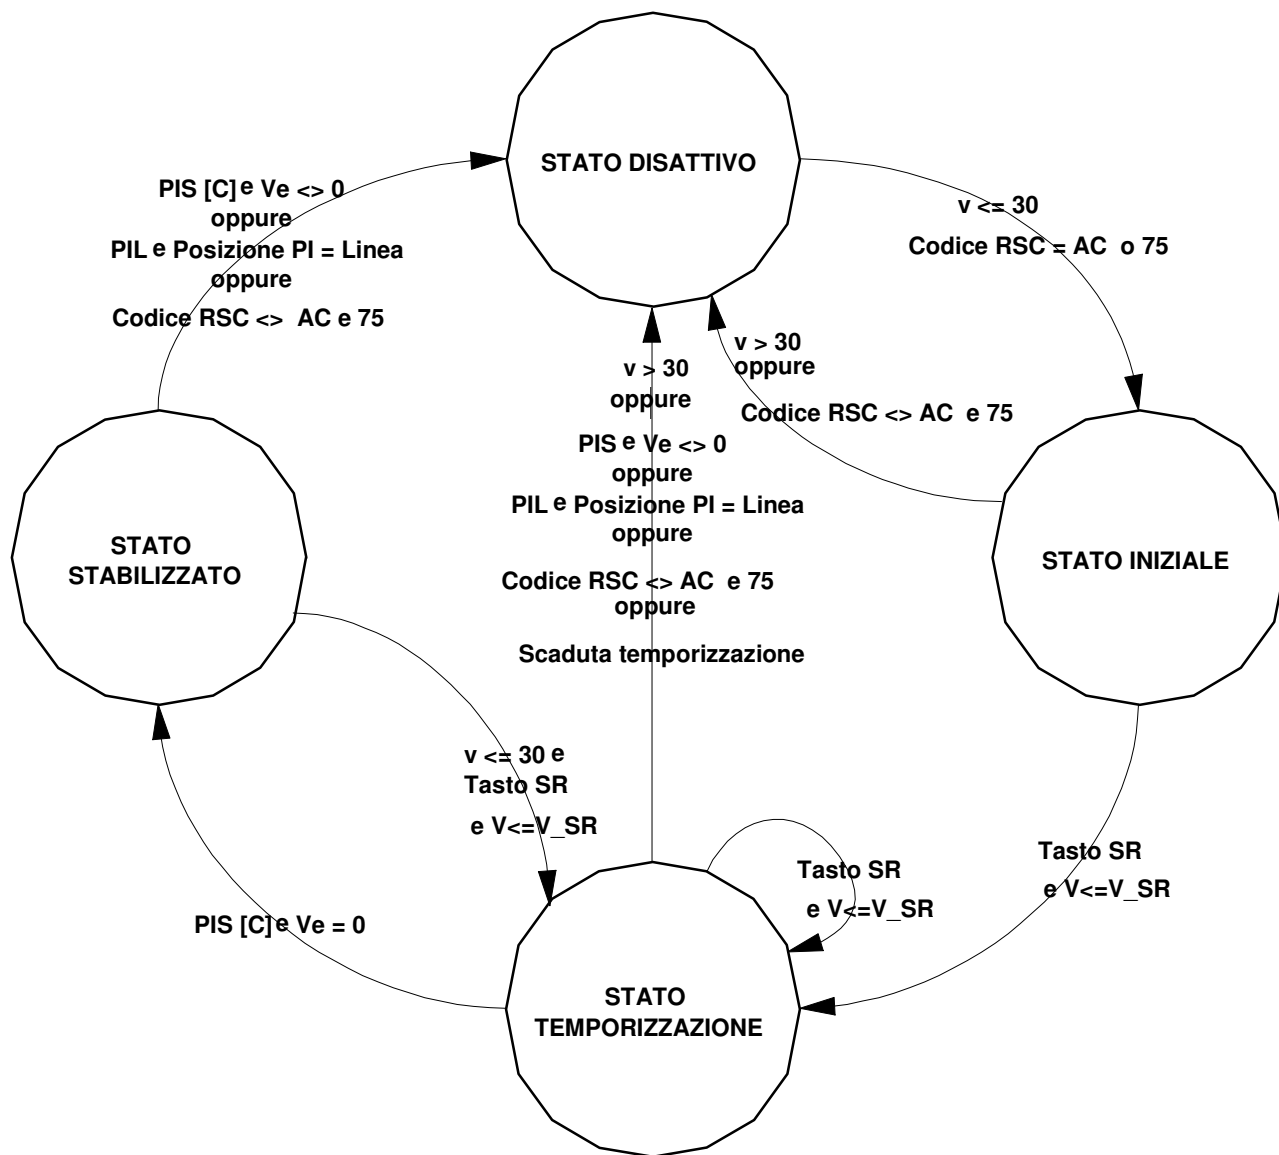 STATO DISATTIVO
PIS [C] e Ve <> 0
oppure
PIL e Posizione PI = Linea
oppure
Codice RSC <> AC e 75
v <= 30
Codice RSC = AC o 75
v > 30
oppure
Codice RSC <> AC e 75
v > 30
oppure
PIS e Ve <> 0
oppure
PIL e Posizione PI = Linea
oppure
Codice RSC <> AC e 75
oppure
Scaduta temporizzazione
STATO
STABILIZZATO
STATO INIZIALE
v <= 30 e
Tasto SR
e V<=V_SR
Tasto SR
e V<=V_SR
Tasto SR
e V<=V_SR
PIS [C] e Ve = 0
STATO
TEMPORIZZAZIONE